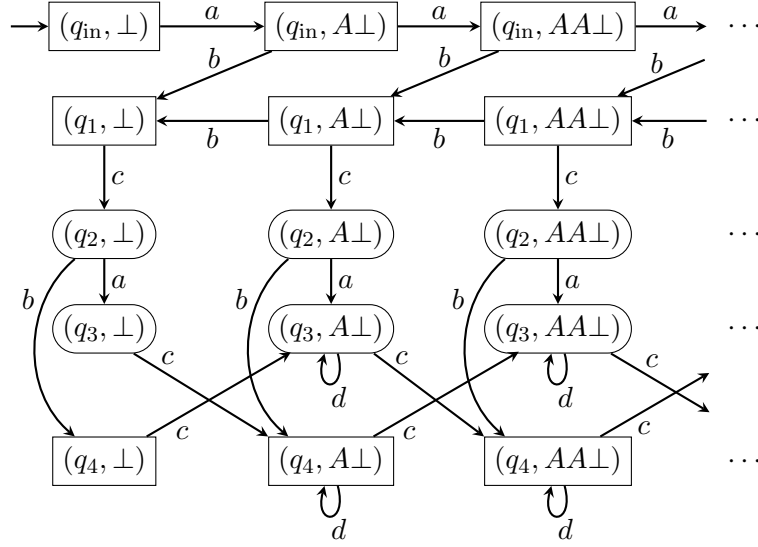 (q_in, ⊥) a (q_in, A⊥) a (q_in, AA⊥) a ⋯
b b b
(q_1, ⊥) b (q_1, A⊥) b (q_1, AA⊥) b ⋯
c c c
(q_2, ⊥) (q_2, A⊥) (q_2, AA⊥) ⋯
b a b a b a
(q_3, ⊥) (q_3, A⊥) (q_3, AA⊥) ⋯
c c c
d d
c c c
(q_4, ⊥) (q_4, A⊥) (q_4, AA⊥) ⋯
d d